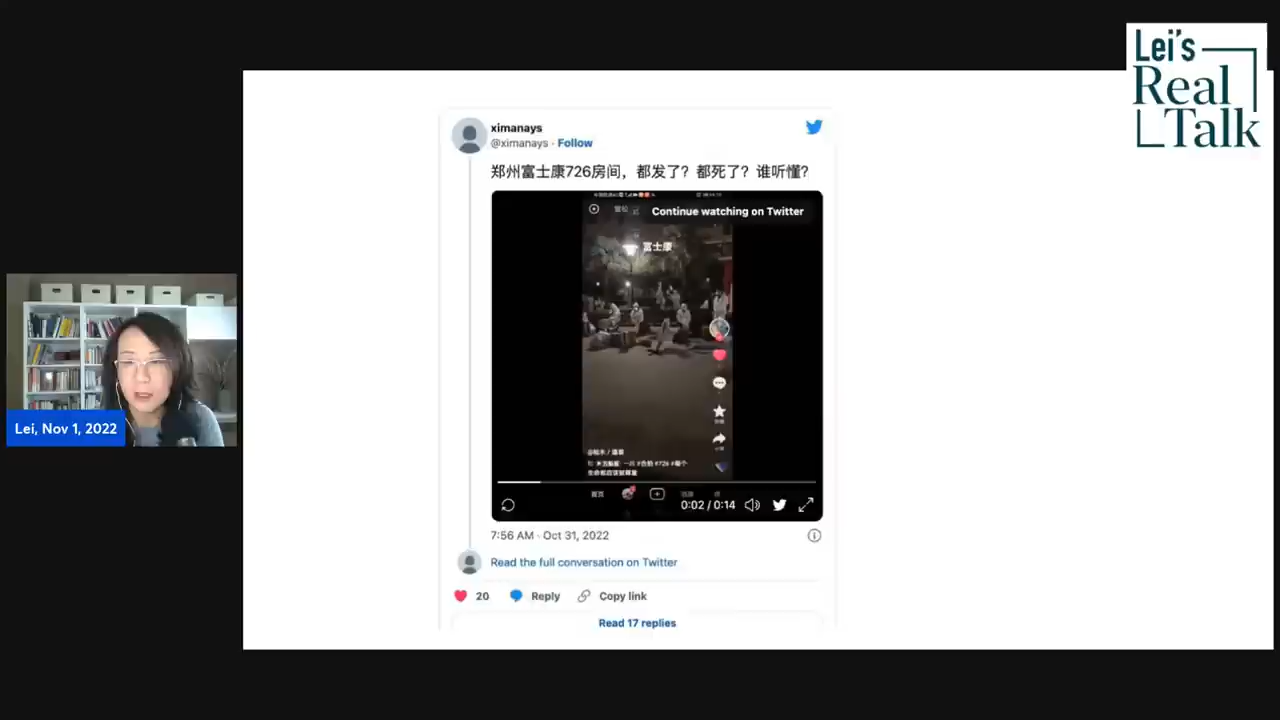 Lei's
Real
Talk
ximanays
@ximanays · Follow
郑州富士康726房间，都发了？都死了？谁听懂？
Continue watching on Twitter
富士康
首页
0:02 / 0:14
7:56 AM · Oct 31, 2022
Read the full conversation on Twitter
20 Reply Copy link
Read 17 replies
Lei, Nov 1, 2022